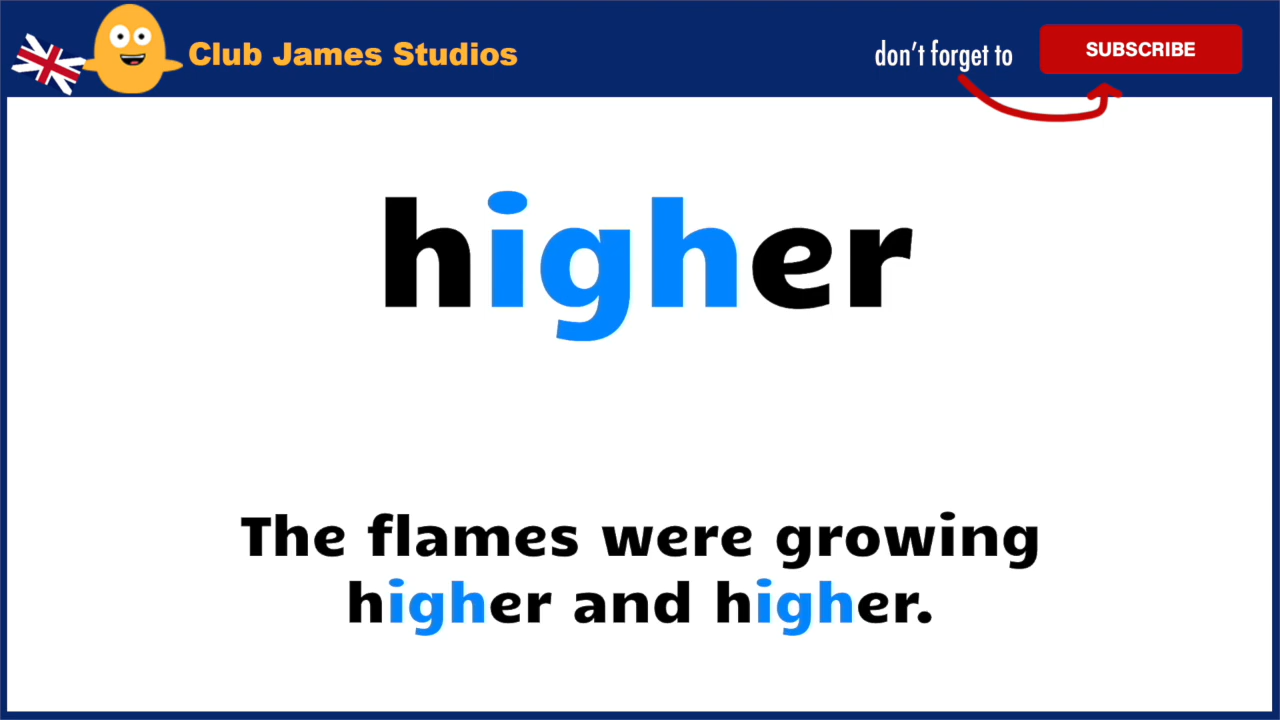 Club James Studios
don't forget to
SUBSCRIBE
higher
The flames were growing
higher and higher.